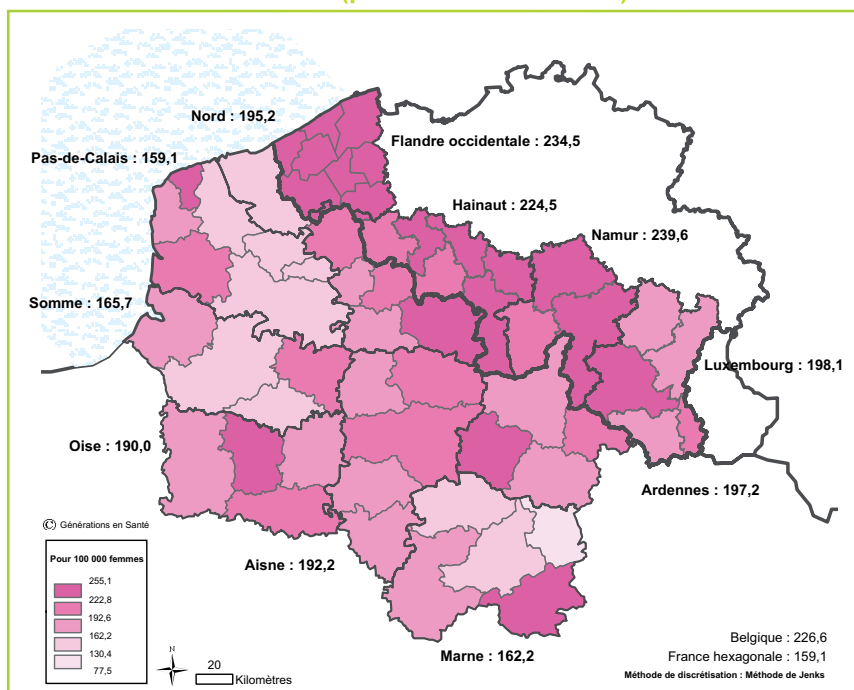 Nord : 195,2
Flandre occidentale : 234,5
Pas-de-Calais : 159,1
Hainaut : 224,5
Namur : 239,6
Somme : 165,7
Luxembourg : 198,1
Oise : 190,0
Ardennes : 197,2
© Générations en Santé
Aisne : 192,2
Pour 100 000 femmes
255,1
222,8
192,6
162,2
130,4
77,5
N
20
Kilomètres
Marne : 162,2
Belgique : 226,6
France hexagonale : 159,1
Méthode de discrétisation : Méthode de Jenks